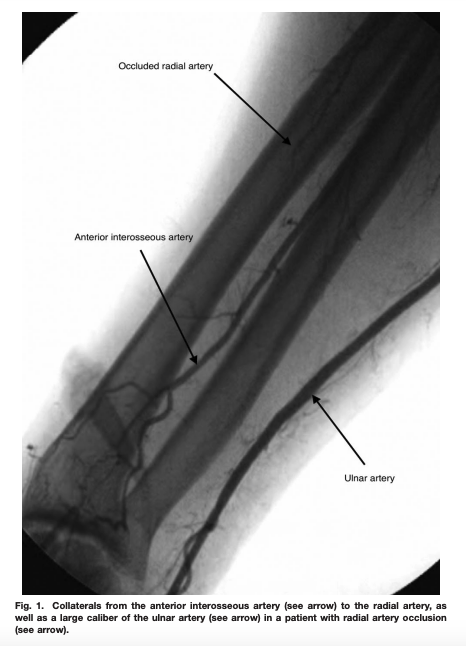 Occluded radial artery
Anterior interosseous artery
Ulnar artery
Fig. 1. Collaterals from the anterior interosseous artery (see arrow) to the radial artery, as
well as a large caliber of the ulnar artery (see arrow) in a patient with radial artery occlusion
(see arrow).